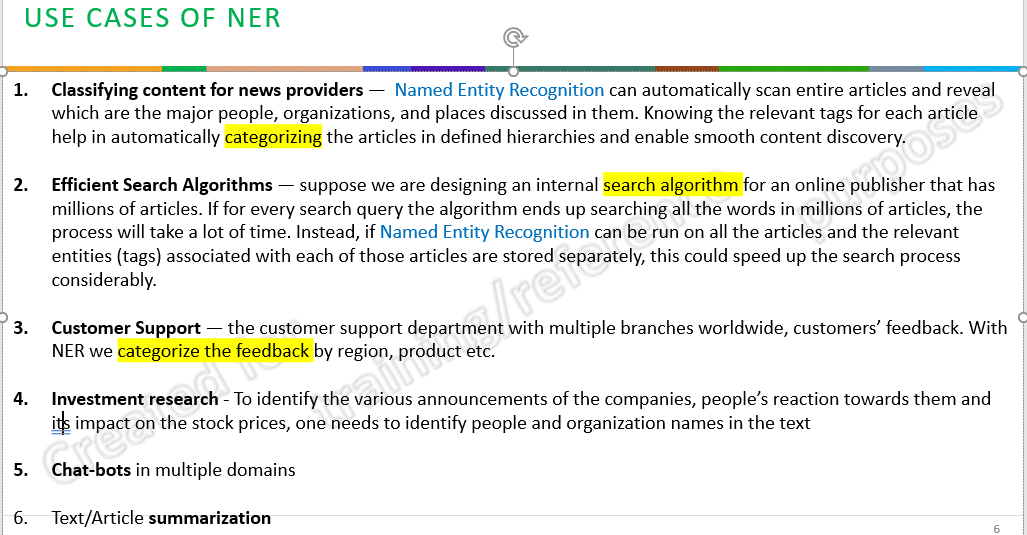 USE CASES OF NER
1. Classifying content for news providers — Named Entity Recognition can automatically scan entire articles and reveal
which are the major people, organizations, and places discussed in them. Knowing the relevant tags for each article
help in automatically categorizing the articles in defined hierarchies and enable smooth content discovery.
2. Efficient Search Algorithms — suppose we are designing an internal search algorithm for an online publisher that has
millions of articles. If for every search query the algorithm ends up searching all the words in millions of articles, the
process will take a lot of time. Instead, if Named Entity Recognition can be run on all the articles and the relevant
entities (tags) associated with each of those articles are stored separately, this could speed up the search process
considerably.
3. Customer Support — the customer support department with multiple branches worldwide, customers’ feedback. With
NER we categorize the feedback by region, product etc.
4. Investment research - To identify the various announcements of the companies, people’s reaction towards them and
its impact on the stock prices, one needs to identify people and organization names in the text
5. Chat-bots in multiple domains
6. Text/Article summarization
6
Created
training/reference
purposes